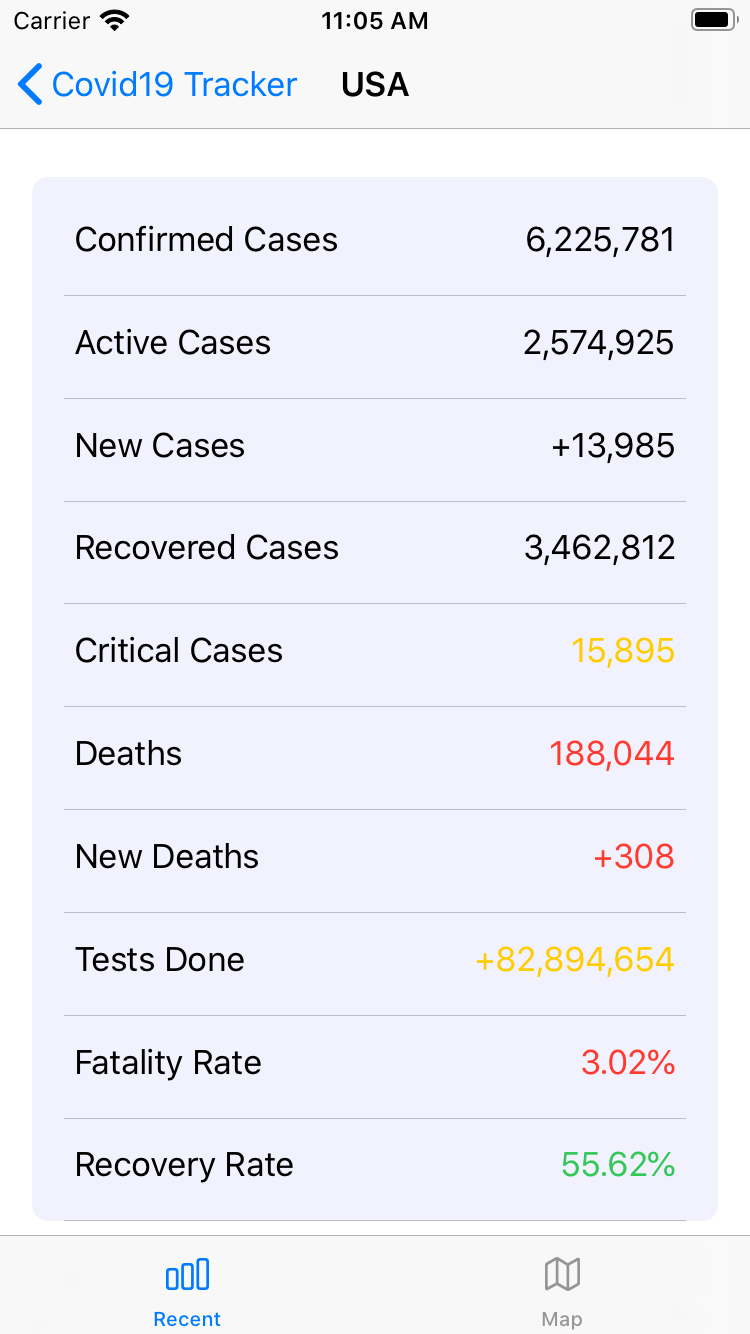 Carrier 11:05 AM
Covid19 Tracker USA
Confirmed Cases 6,225,781
Active Cases 2,574,925
New Cases +13,985
Recovered Cases 3,462,812
Critical Cases 15,895
Deaths 188,044
New Deaths +308
Tests Done +82,894,654
Fatality Rate 3.02%
Recovery Rate 55.62%
Recent Map